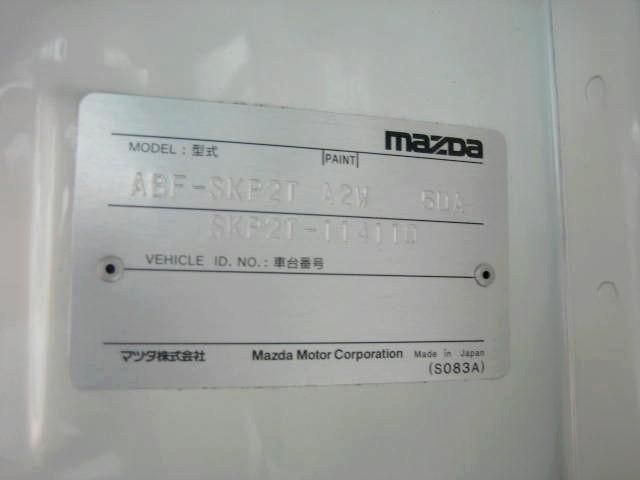 mazda
MODEL : 型式 PAINT
ABF-SKP2T A2W 5DA
SKP2T-114110
VEHICLE ID. NO. : 車台番号
マツダ株式会社 Mazda Motor Corporation Made in Japan
(S083A)